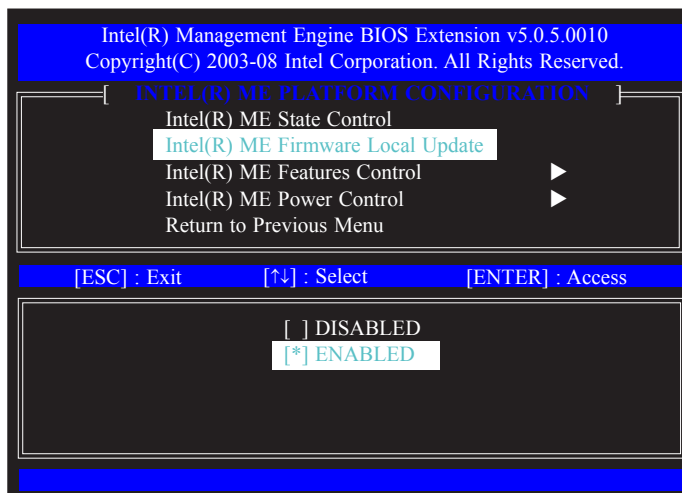 Intel(R) Management Engine BIOS Extension v5.0.5.0010
Copyright(C) 2003-08 Intel Corporation. All Rights Reserved.
[ INTEL(R) ME PLATFORM CONFIGURATION ]
Intel(R) ME State Control
Intel(R) ME Firmware Local Update
Intel(R) ME Features Control ▶
Intel(R) ME Power Control ▶
Return to Previous Menu
[ESC] : Exit [↑↓] : Select [ENTER] : Access
[ ] DISABLED
[*] ENABLED